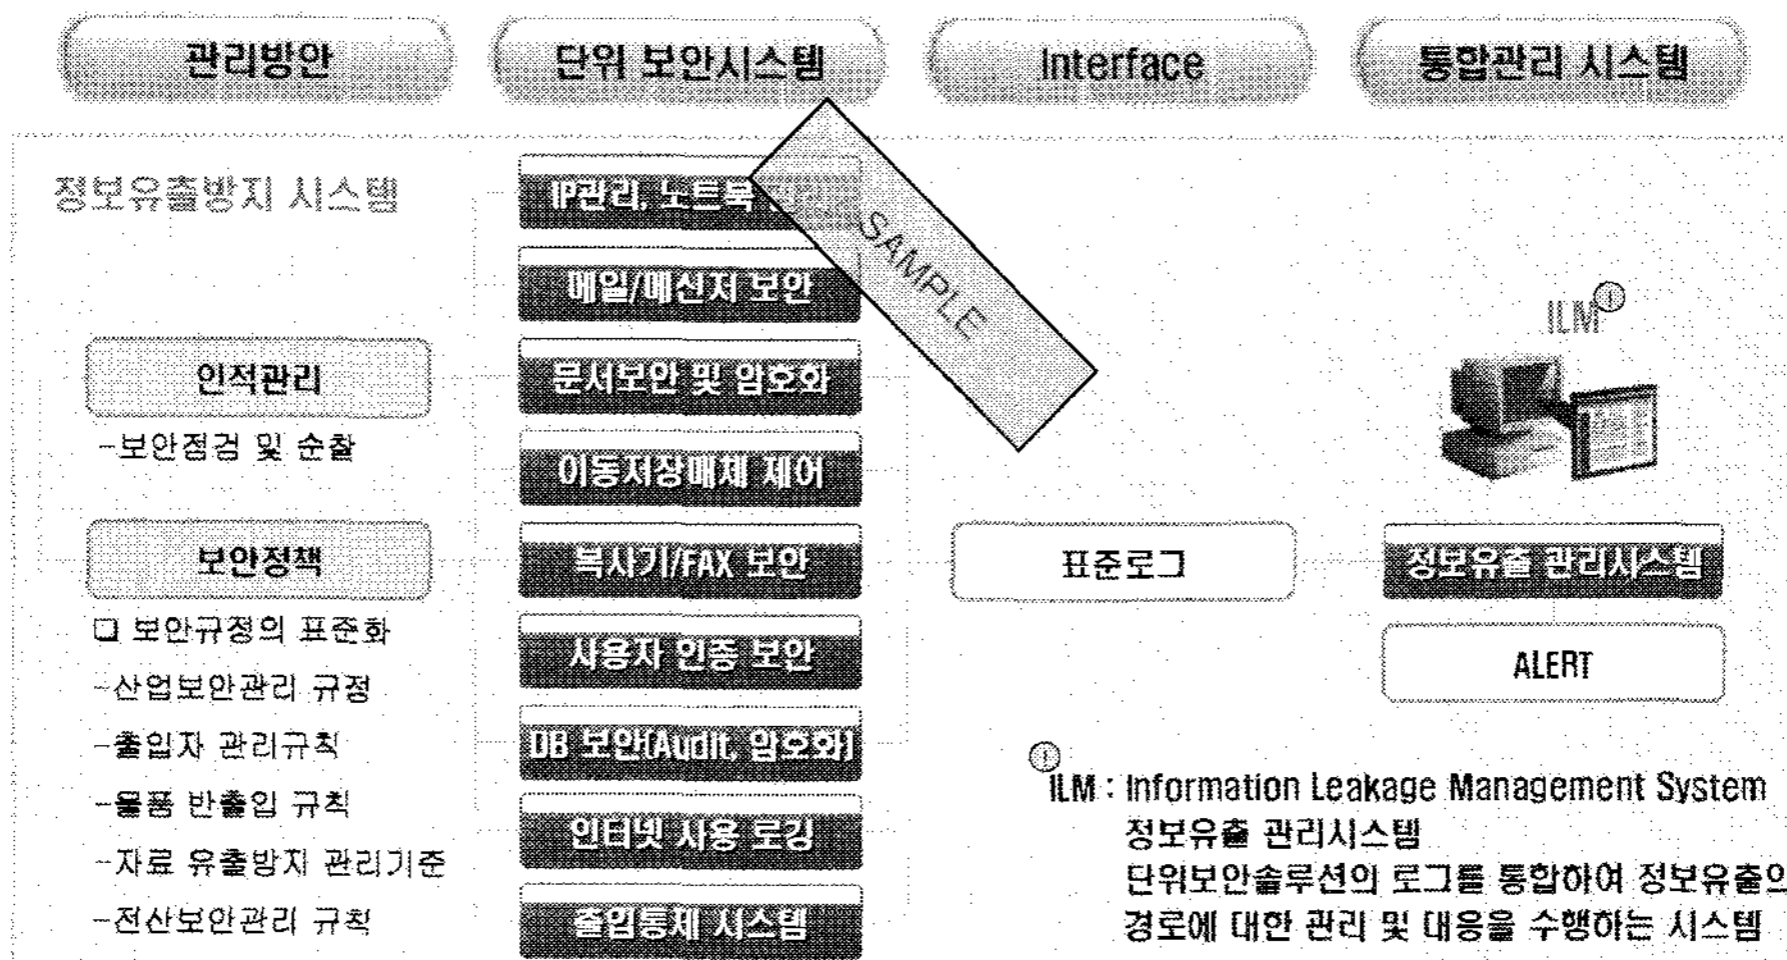 관리방안
단위 보안시스템
Interface
통합관리 시스템
정보유출방지 시스템
인적관리
-보안점검 및 순찰
보안정책
❏ 보안규정의 표준화
-산업보안관리 규정
-출입자 관리규칙
-물품 반출입 규칙
-자료 유출방지 관리기준
-전산보안관리 규칙
IP관리, 노트북
메일/메신저 보안
문서보안 및 암호화
이동저장매체 제어
복사기/FAX 보안
사용자 인증 보안
DB 보안(Audit, 암호화)
인터넷 사용 로깅
출입통제 시스템
SAMPLE
표준로그
ILM①
정보유출 관리시스템
ALERT
①
ILM : Information Leakage Management System
정보유출 관리시스템
단위보안솔루션의 로그를 통합하여 정보유출의
경로에 대한 관리 및 대응을 수행하는 시스템